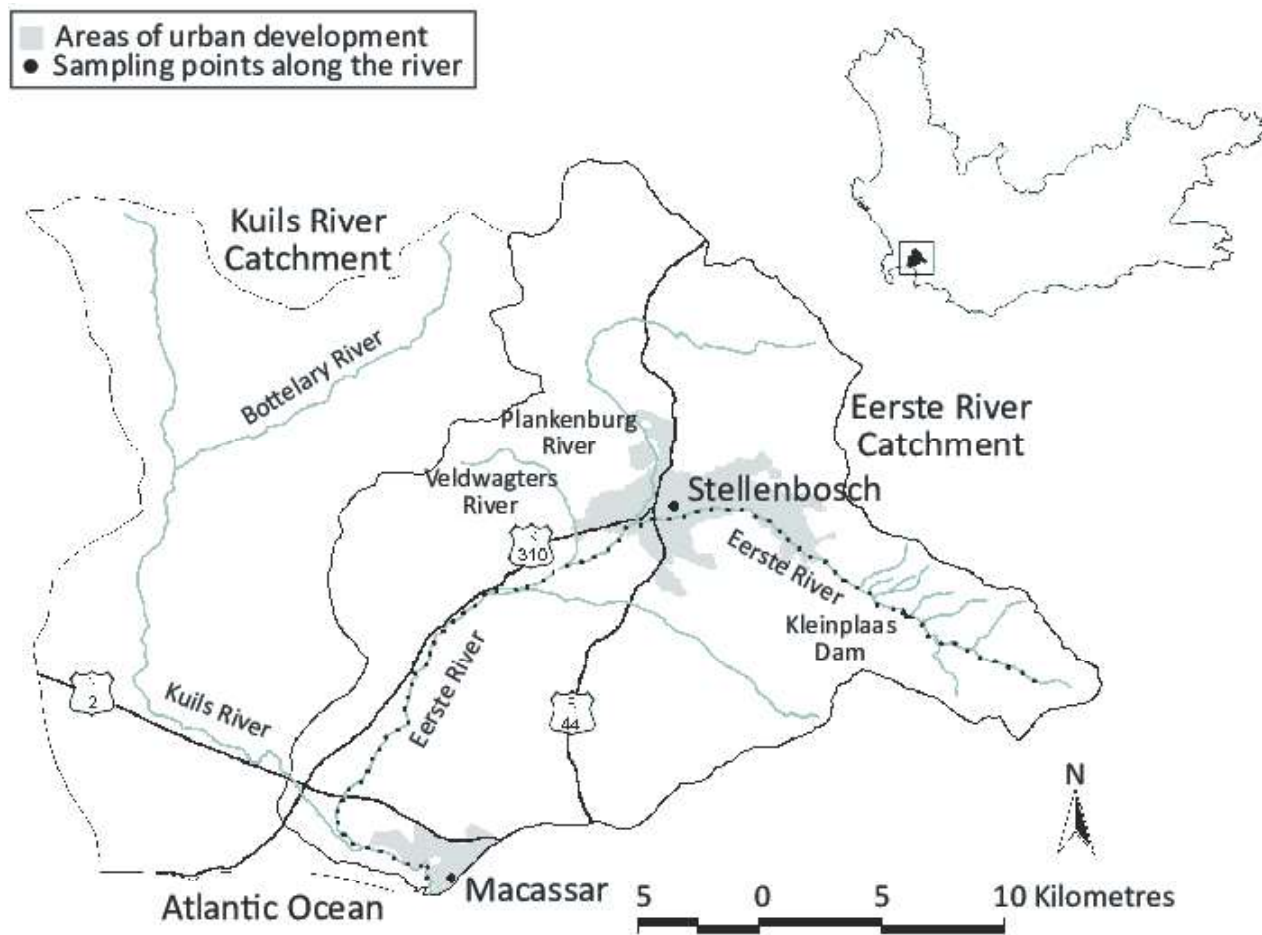 Areas of urban development
Sampling points along the river
Kuils River
Catchment
Bottelary River
Plankenburg
River
Eerste River
Catchment
Veldwagters
River
Stellenbosch
310
Eerste River
Kleinplaas
Dam
Eerste River
Kuils River
2
44
N
Macassar
Atlantic Ocean
5 0 5 10 Kilometres